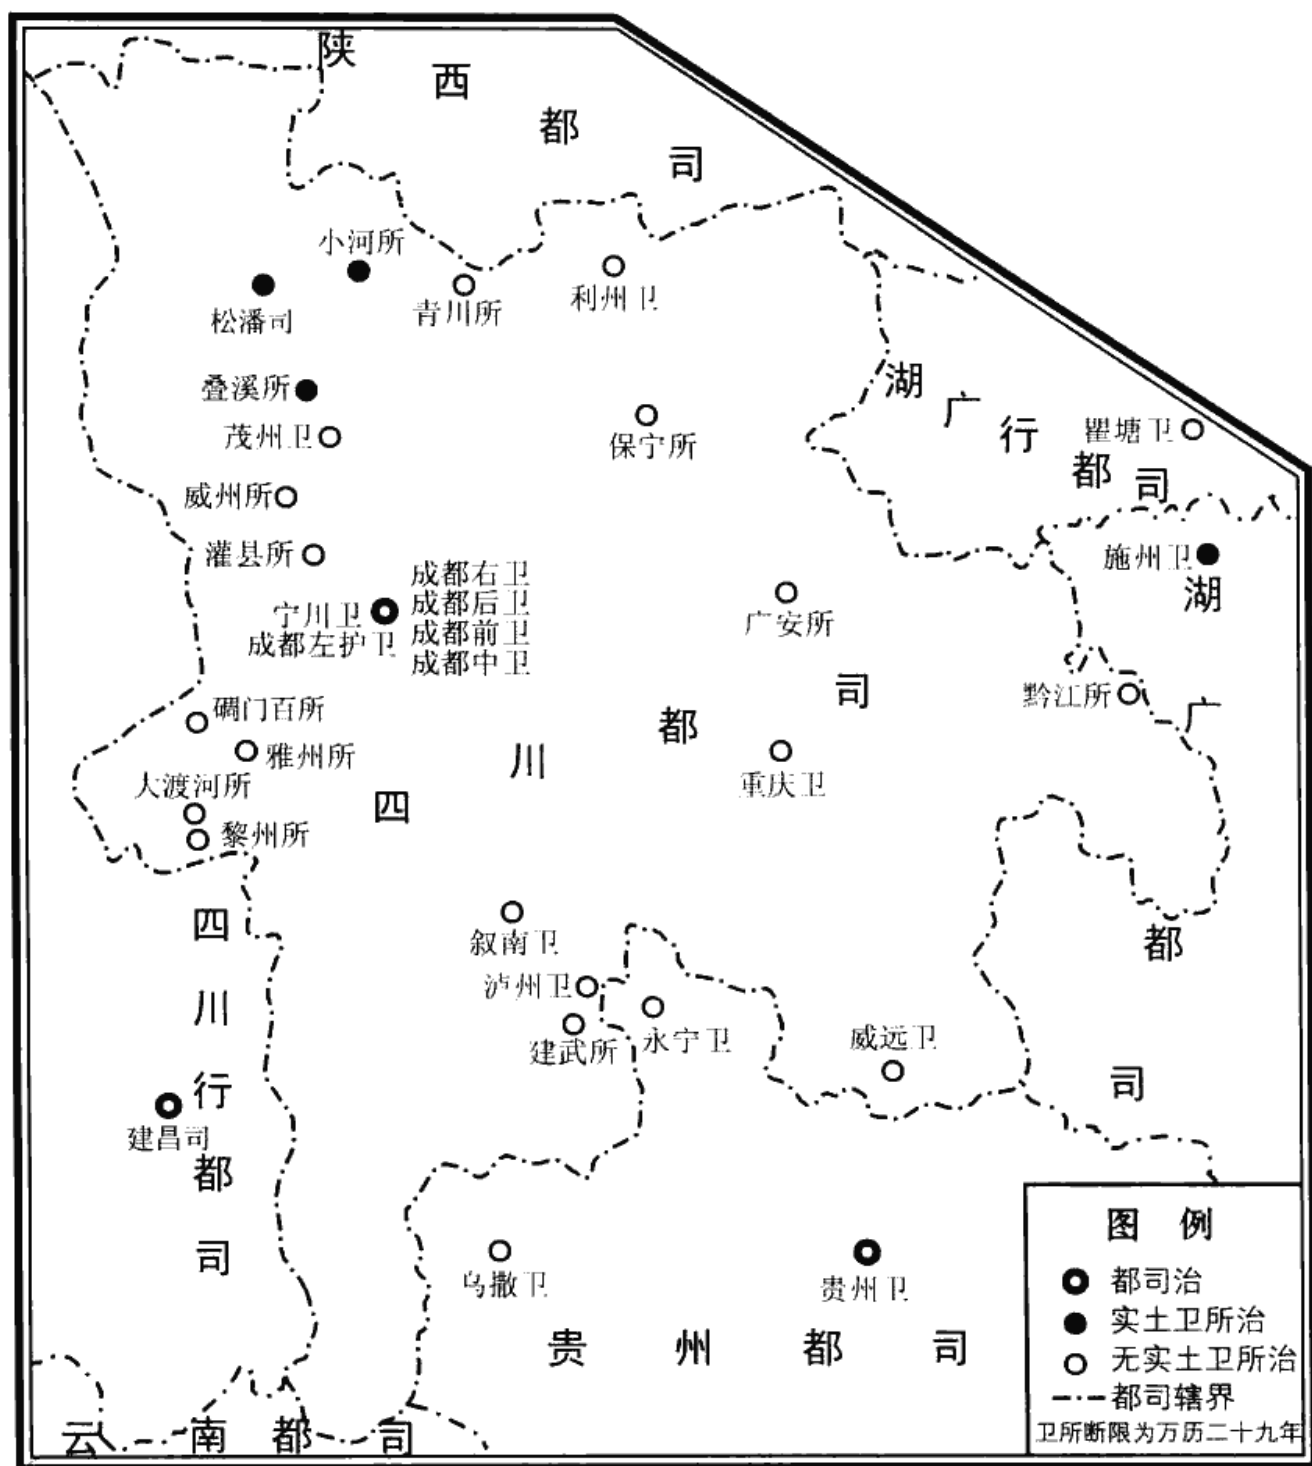 陕西都司
小河所
松潘司
青川所
利州卫
叠溪所
茂州卫
保宁所
湖广行都司
瞿塘卫
威州所
灌县所
施州卫
宁川卫
成都左护卫
成都右卫
成都后卫
成都前卫
成都中卫
广安所
湖广都司
黔江所
碉门百所
雅州所
大渡河所
黎州所
四川都司
重庆卫
叙南卫
泸州卫
建武所
永宁卫
威远卫
四川行都司
建昌司
乌撒卫
贵州卫
贵州都司
云南都司
图例
都司治
实土卫所治
无实土卫所治
都司辖界
卫所断限为万历二十九年